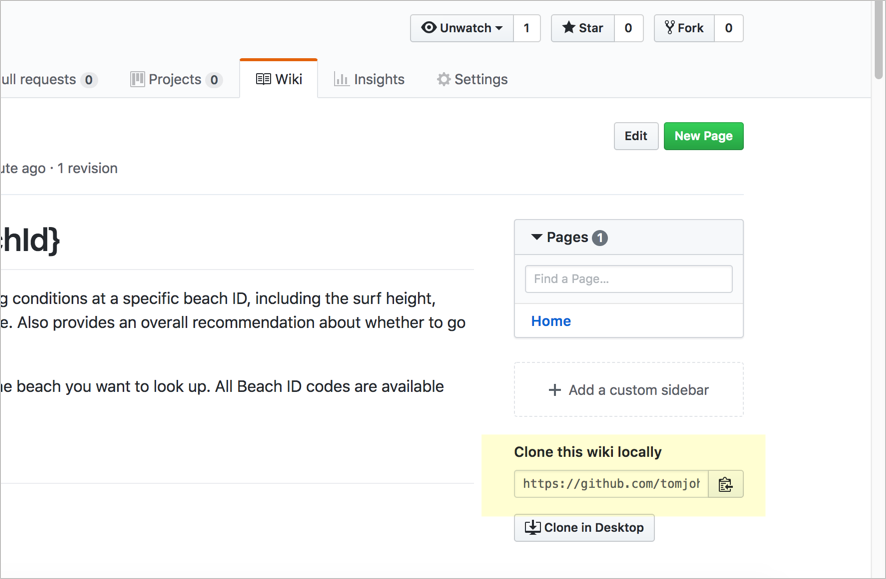 Unwatch 1 Star 0 Fork 0
ull requests 0 Projects 0 Wiki Insights Settings
Edit New Page
ute ago · 1 revision
hId}
Pages 1
g conditions at a specific beach ID, including the surf height,
e. Also provides an overall recommendation about whether to go
Find a Page...
Home
e beach you want to look up. All Beach ID codes are available
Add a custom sidebar
Clone this wiki locally
https://github.com/tomjoh
Clone in Desktop